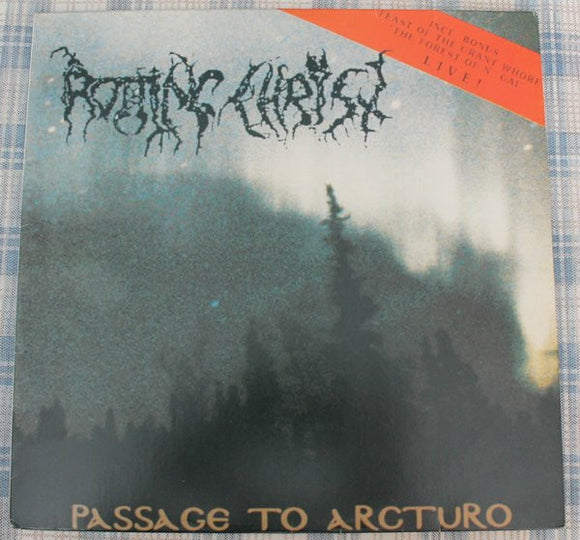 ROTTING CHRIST
INCL. BONUS
FEAST OF THE GRANT WHORE
THE FOREST OF N' GAI
LIVE!
PASSAGE TO ARCTURO